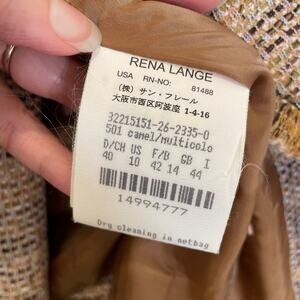 RENA LANGE
USA RN-NO: 81488
(株) サン・フレール
大阪市西区阿波座 1-4-16
32215151-26-2335-0
501 camel/multicolo
D/CH US F/B GB I
40 10 42 14 44
14994777
Dry cleaning in netbag